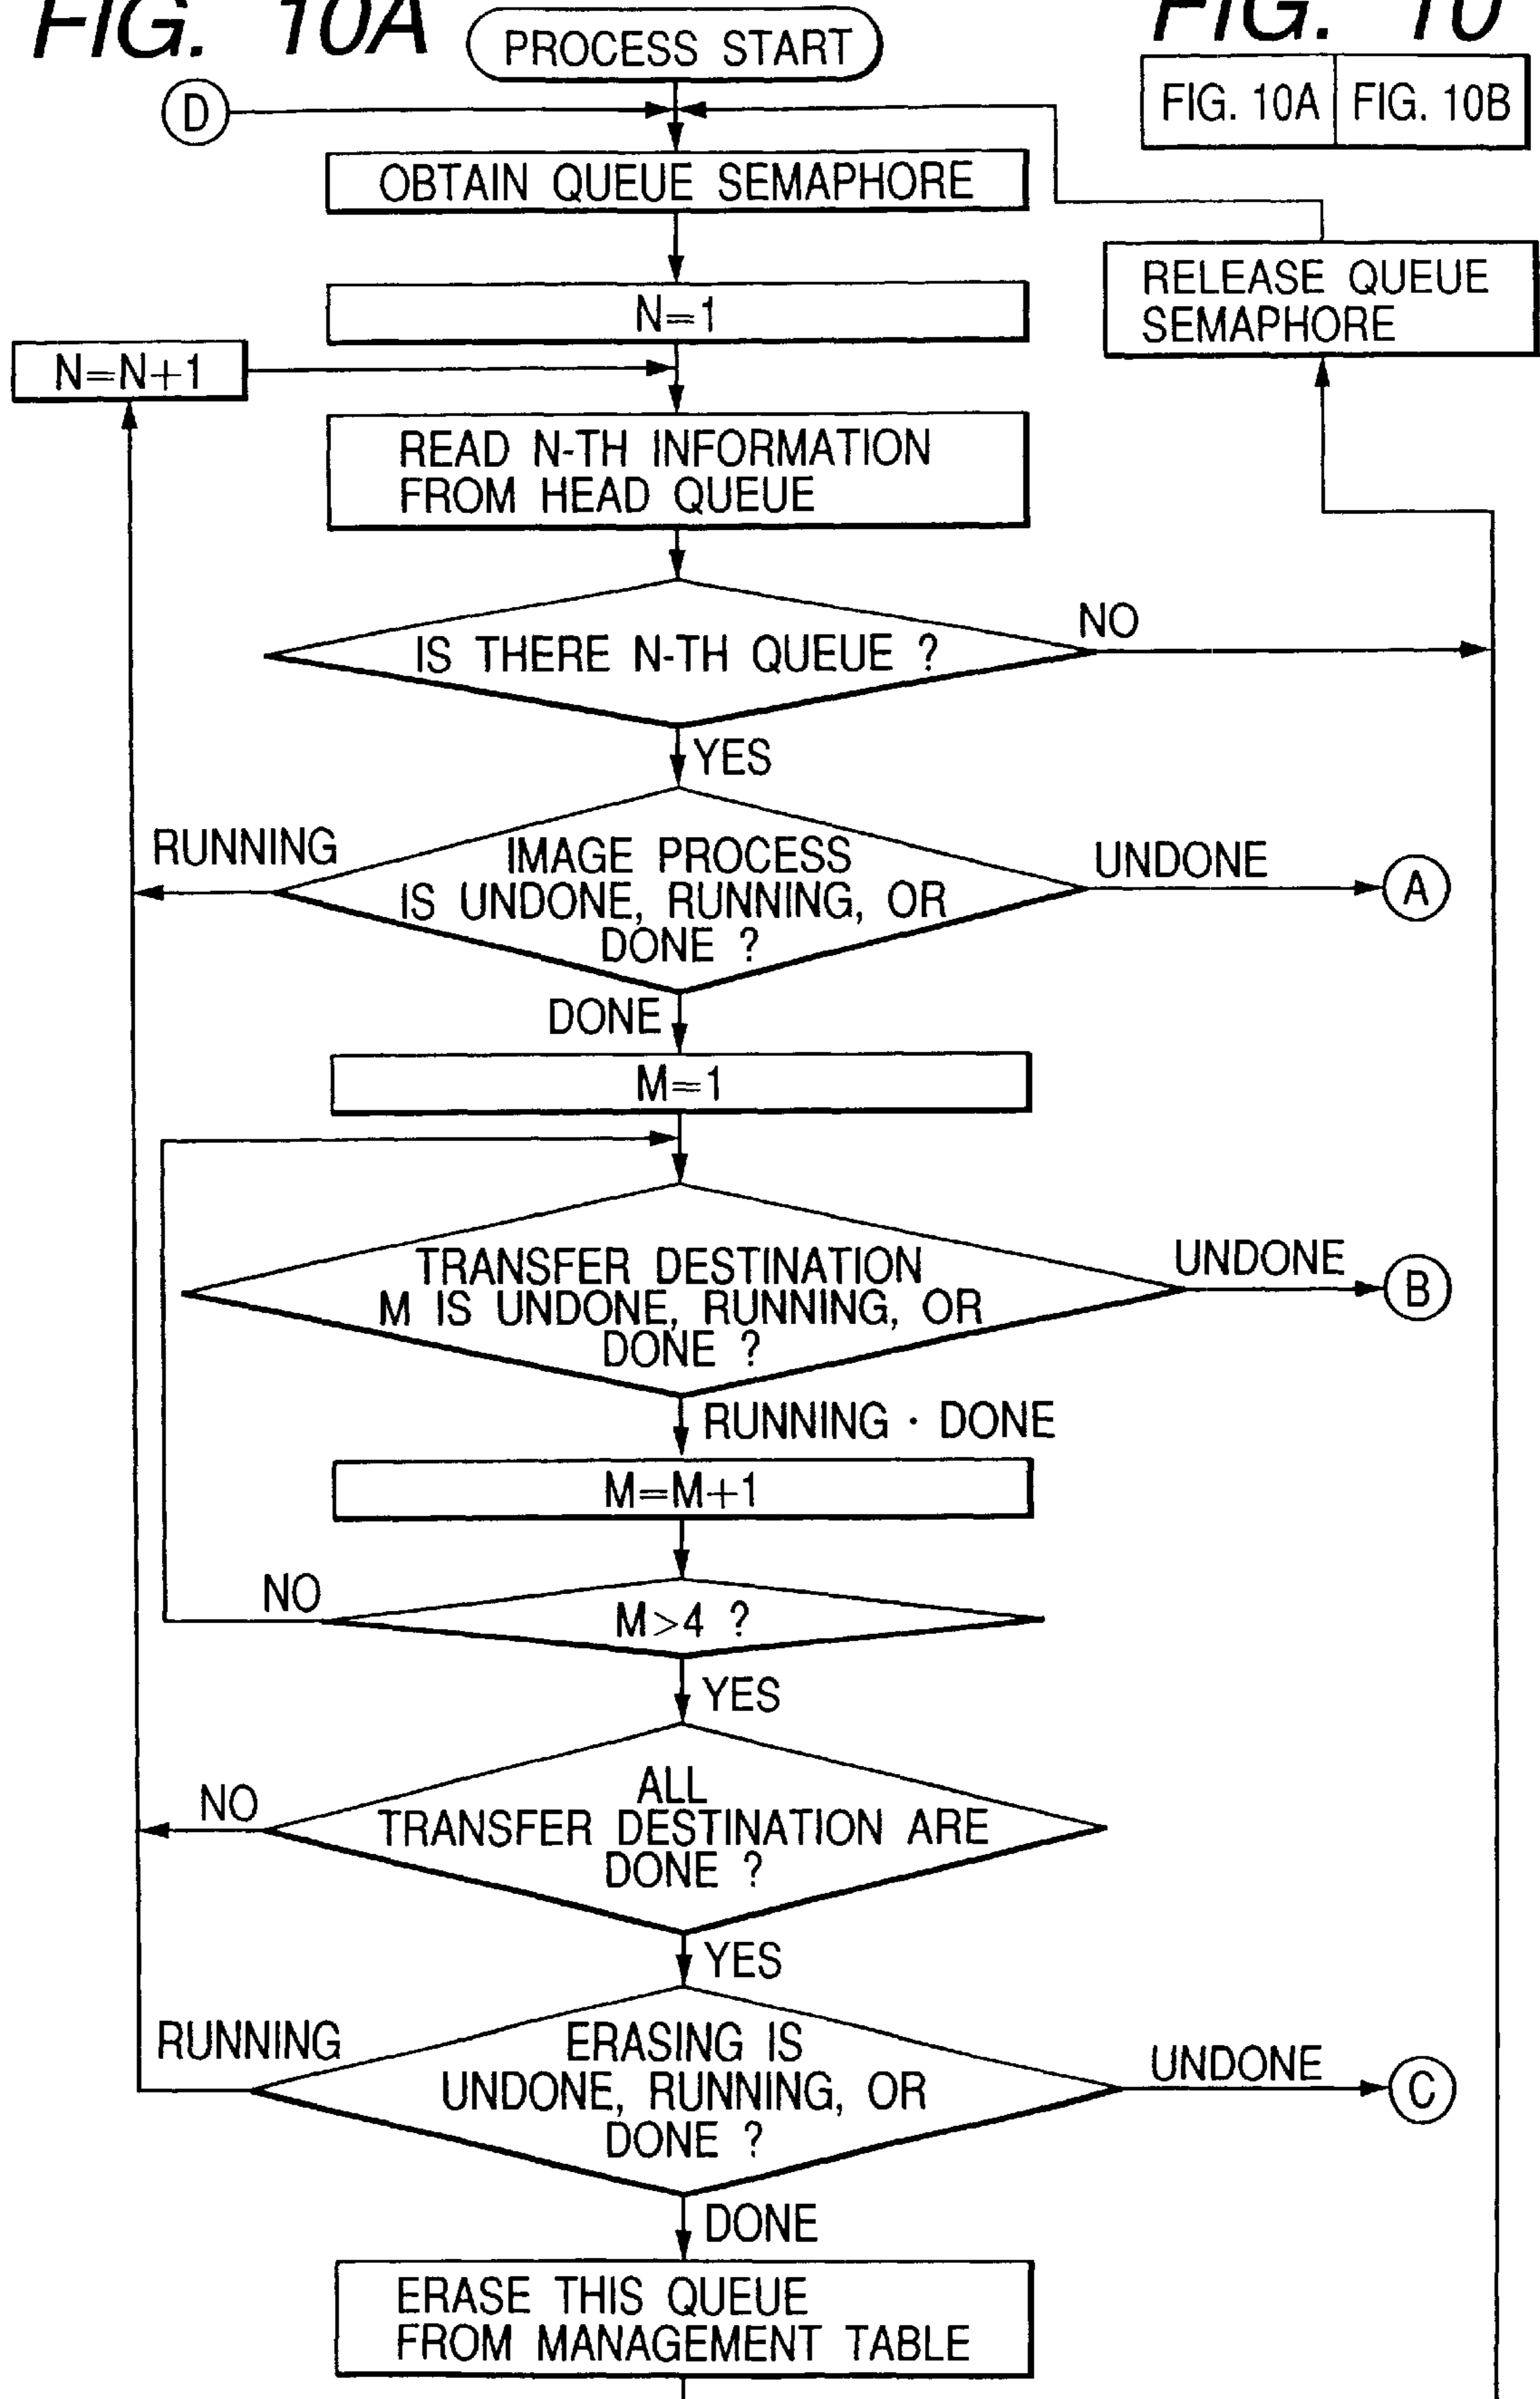 FIG. 10A
FIG. 10
PROCESS START
FIG. 10A
FIG. 10B
D
OBTAIN QUEUE SEMAPHORE
RELEASE QUEUE
SEMAPHORE
N=1
N=N+1
READ N-TH INFORMATION
FROM HEAD QUEUE
IS THERE N-TH QUEUE ?
NO
YES
IMAGE PROCESS
IS UNDONE, RUNNING, OR
DONE ?
RUNNING
UNDONE
A
DONE
M=1
TRANSFER DESTINATION
M IS UNDONE, RUNNING, OR
DONE ?
UNDONE
B
RUNNING · DONE
M=M+1
NO
M>4 ?
YES
ALL
TRANSFER DESTINATION ARE
DONE ?
NO
YES
RUNNING
ERASING IS
UNDONE, RUNNING, OR
DONE ?
UNDONE
C
DONE
ERASE THIS QUEUE
FROM MANAGEMENT TABLE